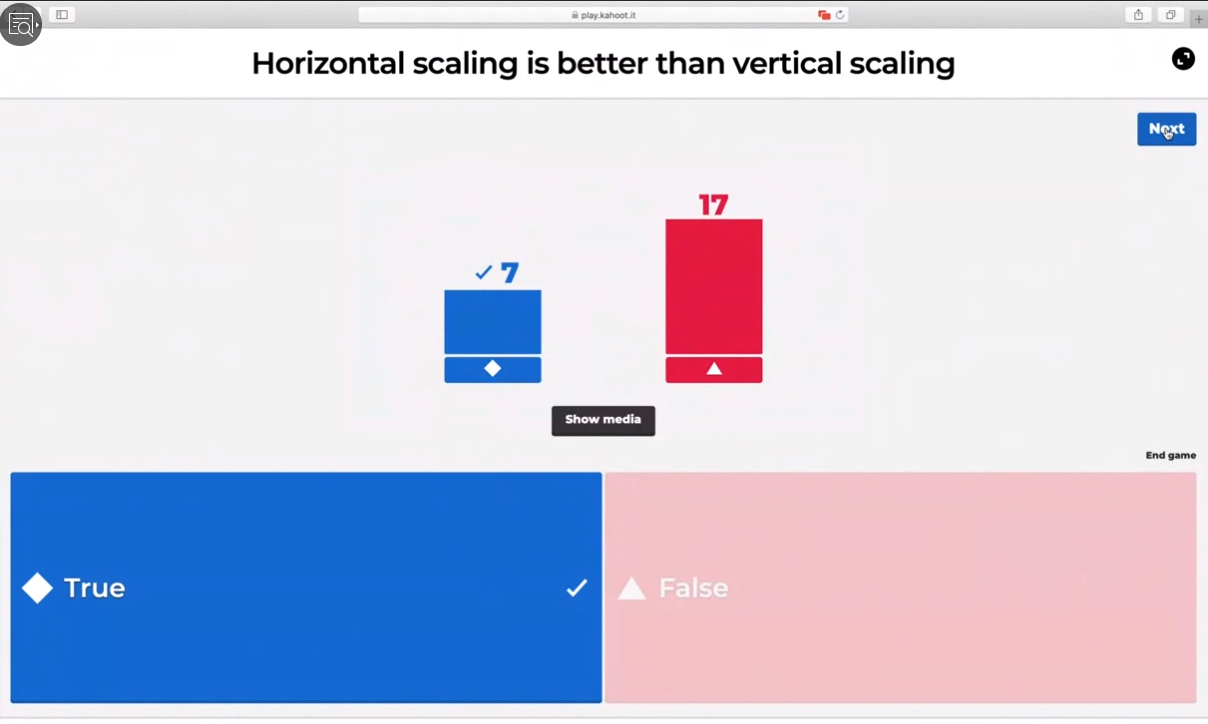 play.kahoot.it
Horizontal scaling is better than vertical scaling
Next
17
7
Show media
End game
True
False